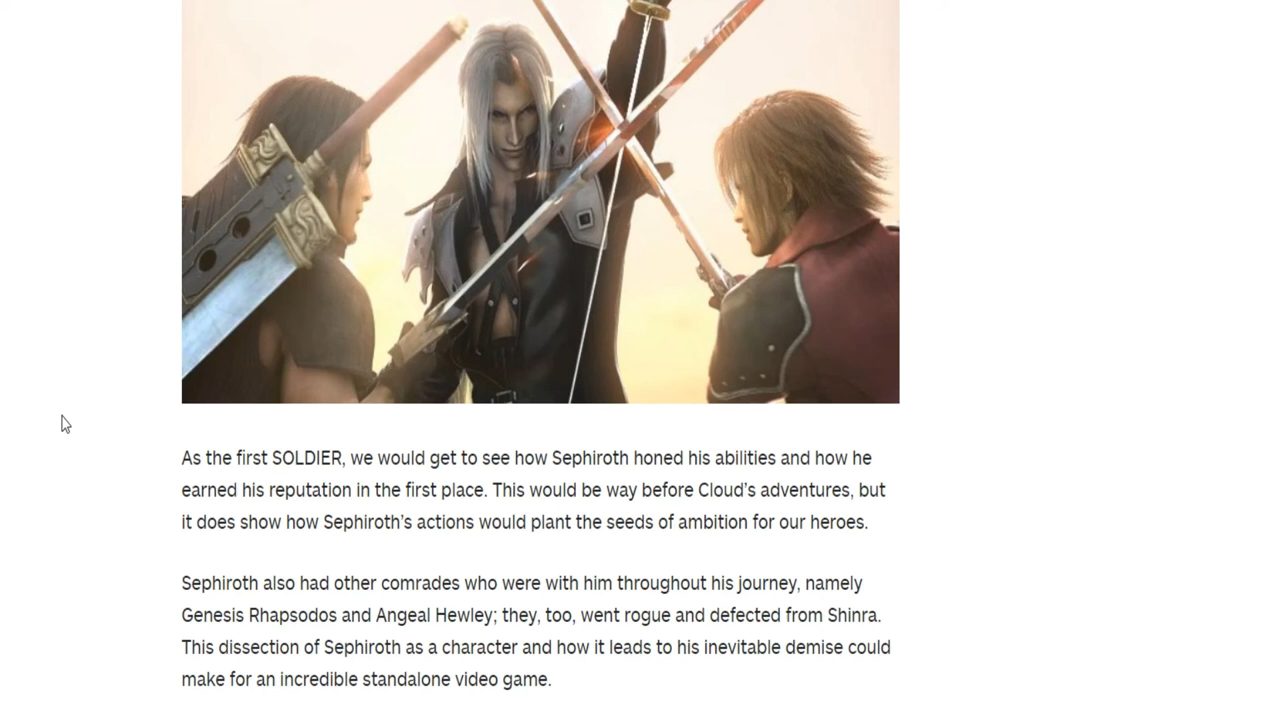 As the first SOLDIER, we would get to see how Sephiroth honed his abilities and how he
earned his reputation in the first place. This would be way before Cloud’s adventures, but
it does show how Sephiroth’s actions would plant the seeds of ambition for our heroes.
Sephiroth also had other comrades who were with him throughout his journey, namely
Genesis Rhapsodos and Angeal Hewley; they, too, went rogue and defected from Shinra.
This dissection of Sephiroth as a character and how it leads to his inevitable demise could
make for an incredible standalone video game.